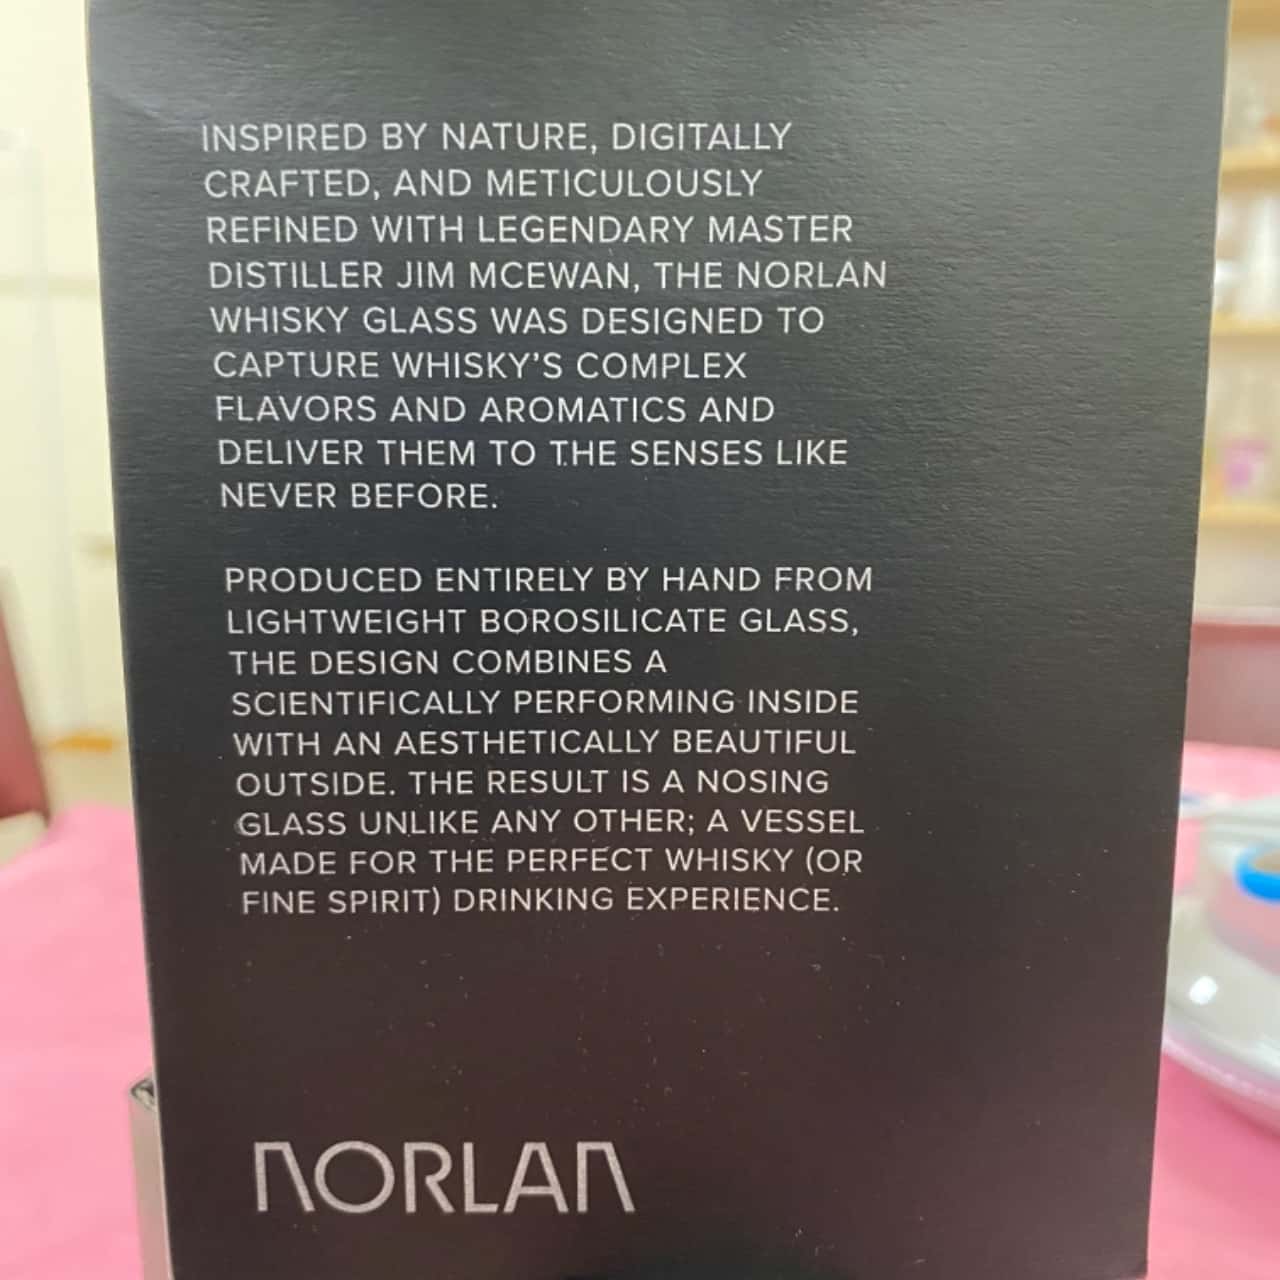 INSPIRED BY NATURE, DIGITALLY
CRAFTED, AND METICULOUSLY
REFINED WITH LEGENDARY MASTER
DISTILLER JIM MCEWAN, THE NORLAN
WHISKY GLASS WAS DESIGNED TO
CAPTURE WHISKY'S COMPLEX
FLAVORS AND AROMATICS AND
DELIVER THEM TO THE SENSES LIKE
NEVER BEFORE.
PRODUCED ENTIRELY BY HAND FROM
LIGHTWEIGHT BOROSILICATE GLASS,
THE DESIGN COMBINES A
SCIENTIFICALLY PERFORMING INSIDE
WITH AN AESTHETICALLY BEAUTIFUL
OUTSIDE. THE RESULT IS A NOSING
GLASS UNLIKE ANY OTHER; A VESSEL
MADE FOR THE PERFECT WHISKY (OR
FINE SPIRIT) DRINKING EXPERIENCE.
NORLAN